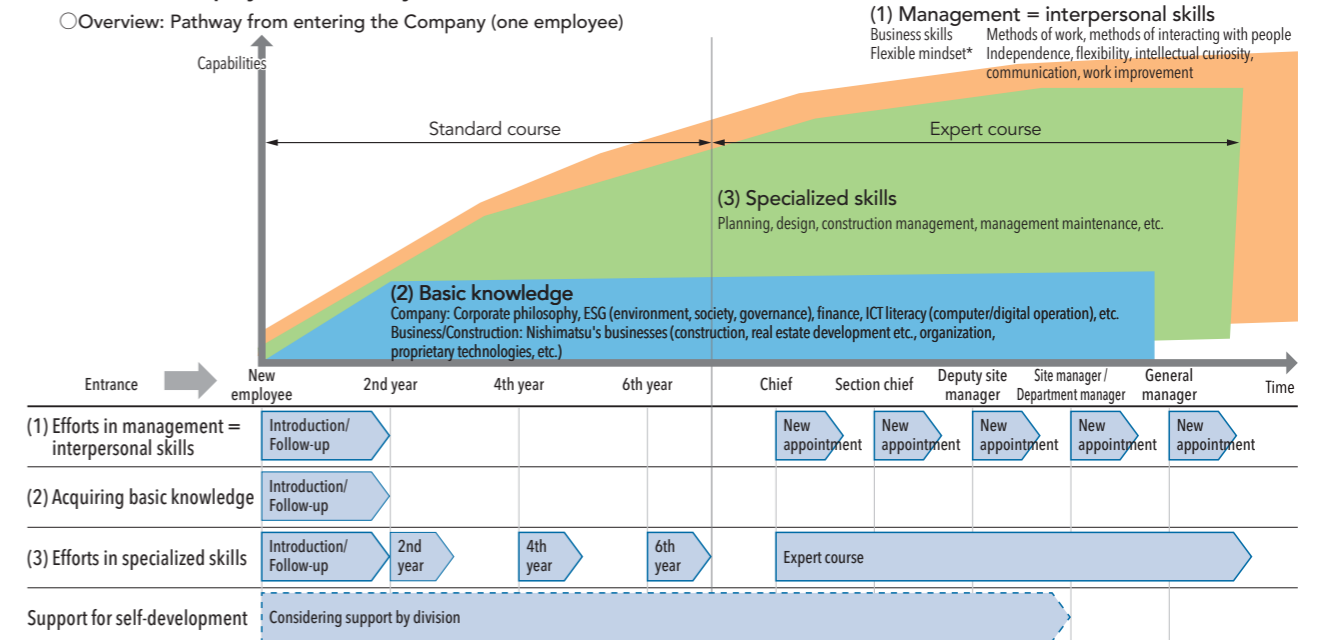 ○Overview: Pathway from entering the Company (one employee)
(1) Management = interpersonal skills
Business skills Methods of work, methods of interacting with people
Flexible mindset* Independence, flexibility, intellectual curiosity,
communication, work improvement
Capabilities
Standard course
Expert course
(3) Specialized skills
Planning, design, construction management, management maintenance, etc.
(2) Basic knowledge
Company: Corporate philosophy, ESG (environment, society, governance), finance, ICT literacy (computer/digital operation), etc.
Business/Construction: Nishimatsu's businesses (construction, real estate development etc., organization,
proprietary technologies, etc.)
Entrance
New
employee
2nd year
4th year
6th year
Chief
Section chief
Deputy site
manager
Site manager /
Department manager
General
manager
Time
(1) Efforts in management =
interpersonal skills
Introduction/
Follow-up
New
appointment
New
appointment
New
appointment
New
appointment
New
appointment
(2) Acquiring basic knowledge
Introduction/
Follow-up
(3) Efforts in specialized skills
Introduction/
Follow-up
2nd
year
4th
year
6th
year
Expert course
Support for self-development
Considering support by division